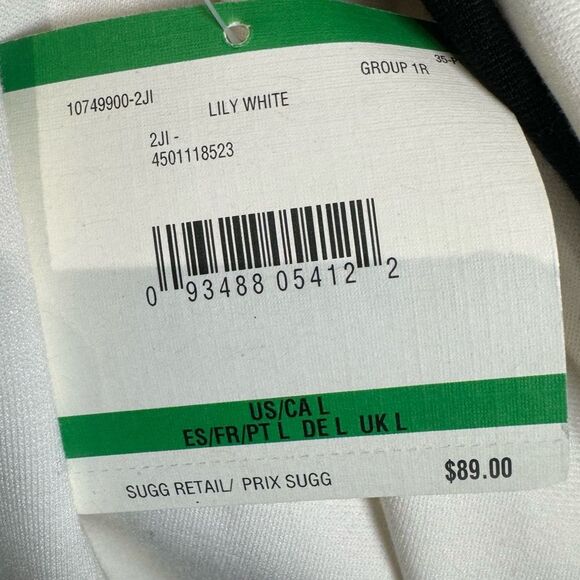 GROUP 1R
10749900-2JI LILY WHITE
2JI -
4501118523
0 93488 05412 2
US/CA L
ES/FR/PT L DE L UK L
SUGG RETAIL/ PRIX SUGG $89.00